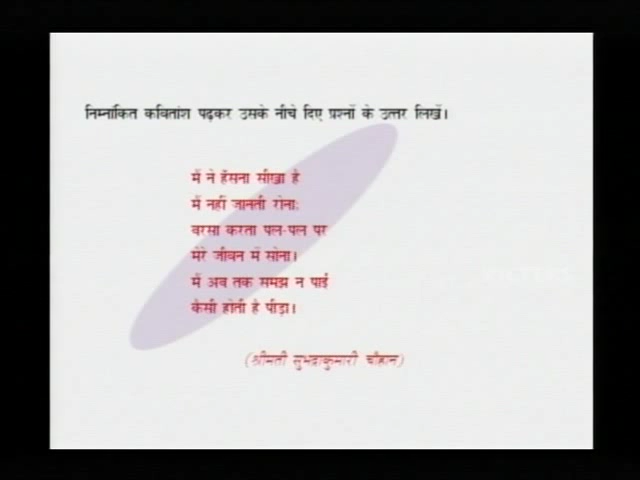 निम्नांकित कवितांश पढ़कर उसके नीचे दिए प्रश्नों के उत्तर लिखें।
मैं ने हँसना सीखा है
मैं नहीं जानती रोना;
बरसा करता पल-पल पर
मेरे जीवन में सोना।
मैं अब तक समझ न पाई
कैसी होती है पीड़ा।
(श्रीमती सुभद्राकुमारी चौहान)
VICTERS